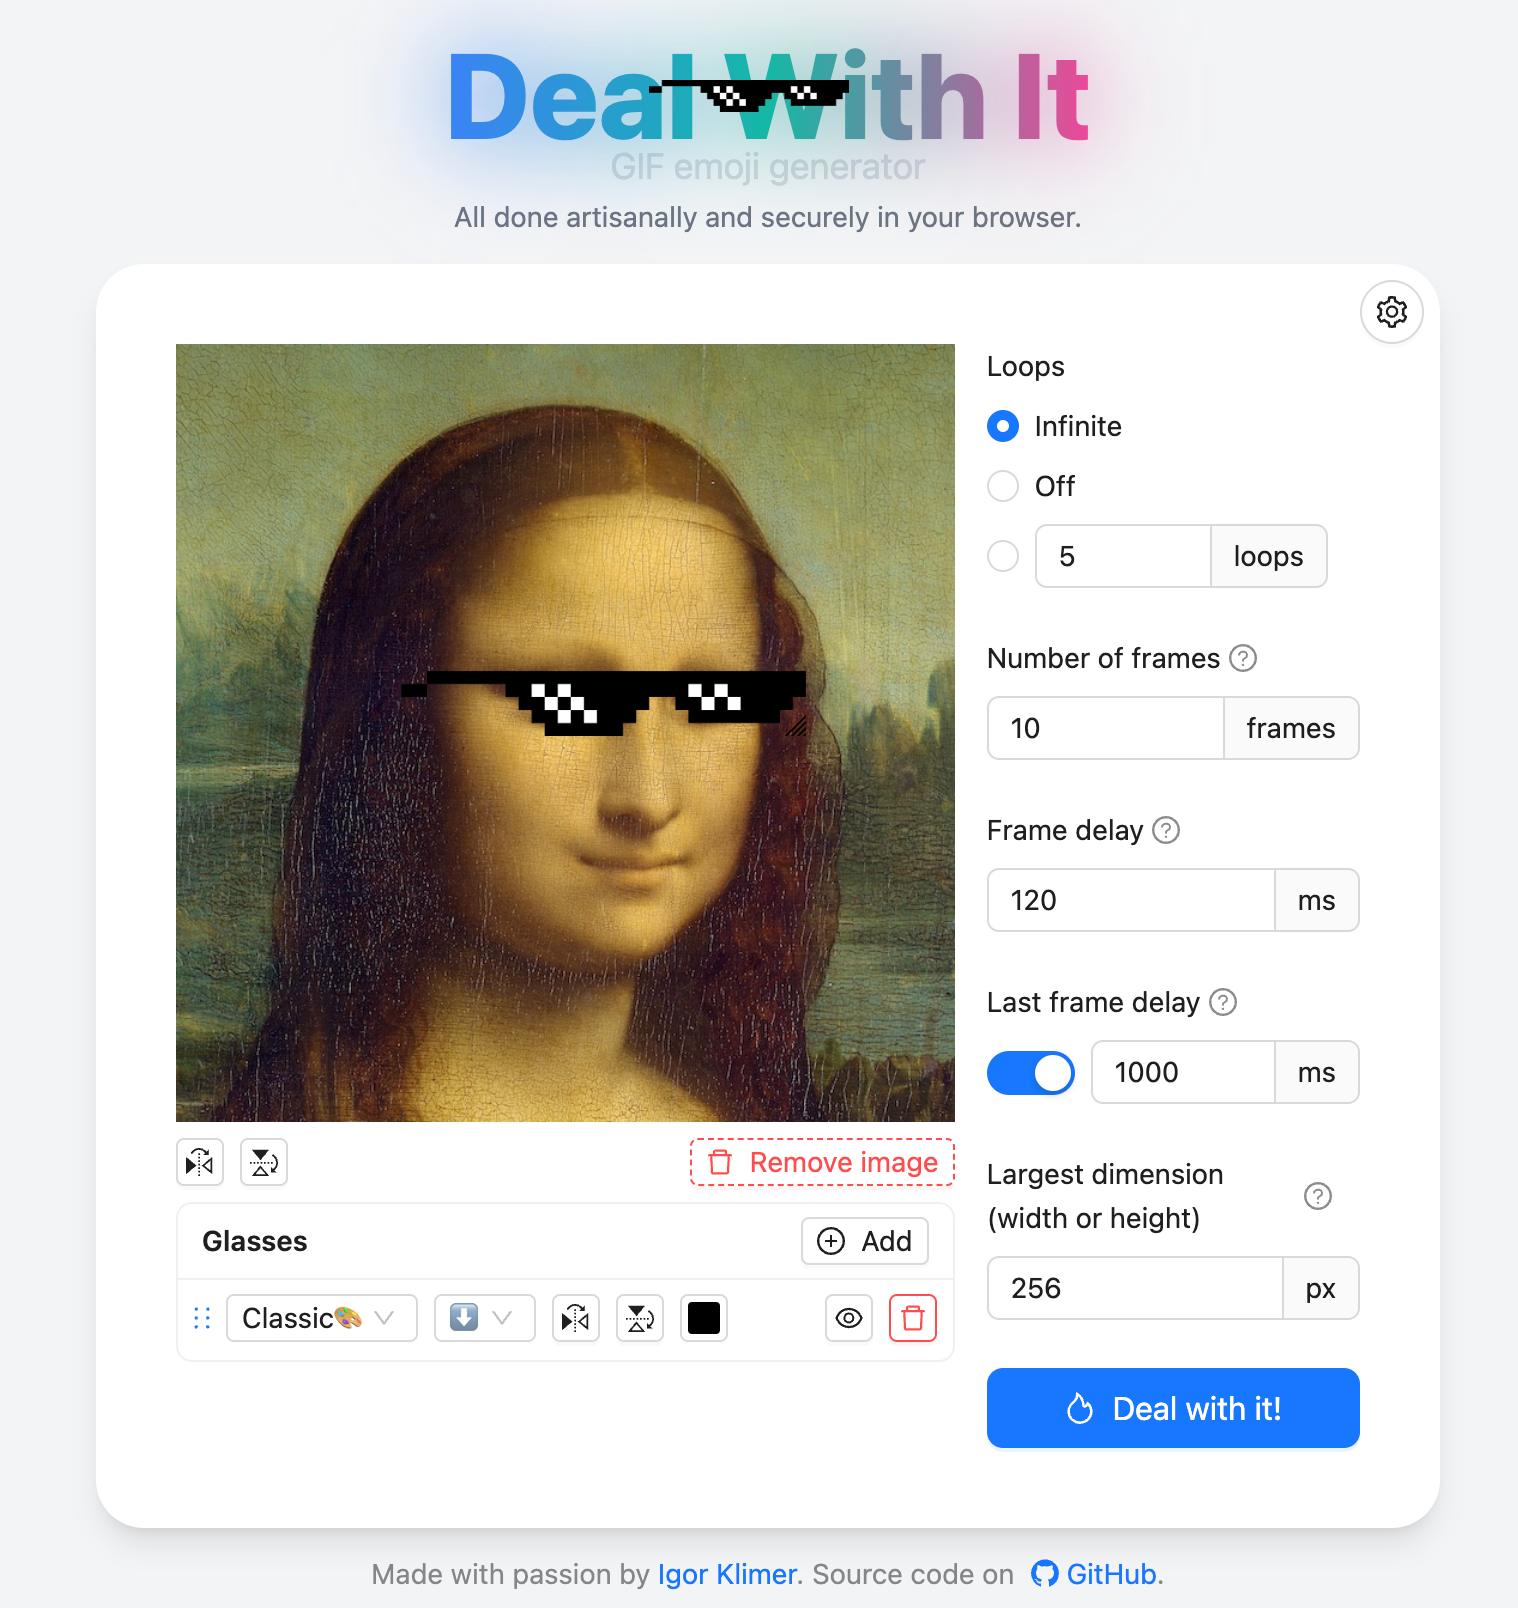 Deal With It
GIF emoji generator
All done artisanally and securely in your browser.
Loops
Infinite
Off
5 loops
Number of frames ?
10 frames
Frame delay ?
120 ms
Last frame delay ?
1000 ms
Remove image
Largest dimension
(width or height) ?
256 px
Glasses
Add
Classic🎨 ⬇️
Deal with it!
Made with passion by Igor Klimer. Source code on GitHub.